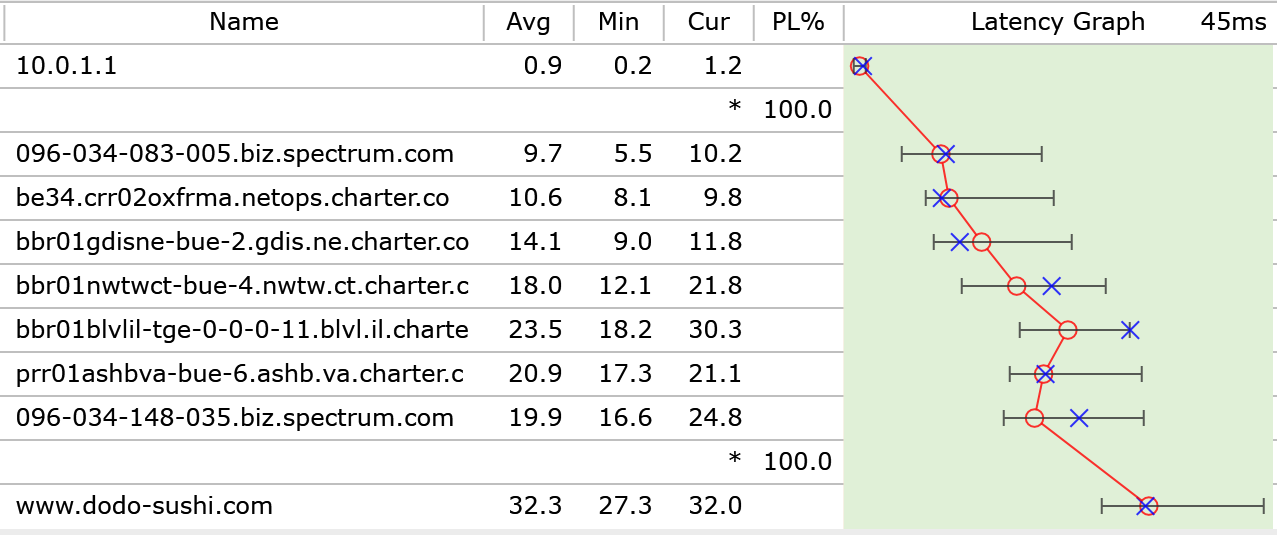 Name Avg Min Cur PL% Latency Graph 45ms
10.0.1.1 0.9 0.2 1.2
* 100.0
096-034-083-005.biz.spectrum.com 9.7 5.5 10.2
be34.crr02oxfrma.netops.charter.co 10.6 8.1 9.8
bbr01gdisne-bue-2.gdis.ne.charter.co 14.1 9.0 11.8
bbr01nwtwct-bue-4.nwtw.ct.charter.c 18.0 12.1 21.8
bbr01blvlil-tge-0-0-0-11.blvl.il.charte 23.5 18.2 30.3
prr01ashbva-bue-6.ashb.va.charter.c 20.9 17.3 21.1
096-034-148-035.biz.spectrum.com 19.9 16.6 24.8
* 100.0
www.dodo-sushi.com 32.3 27.3 32.0